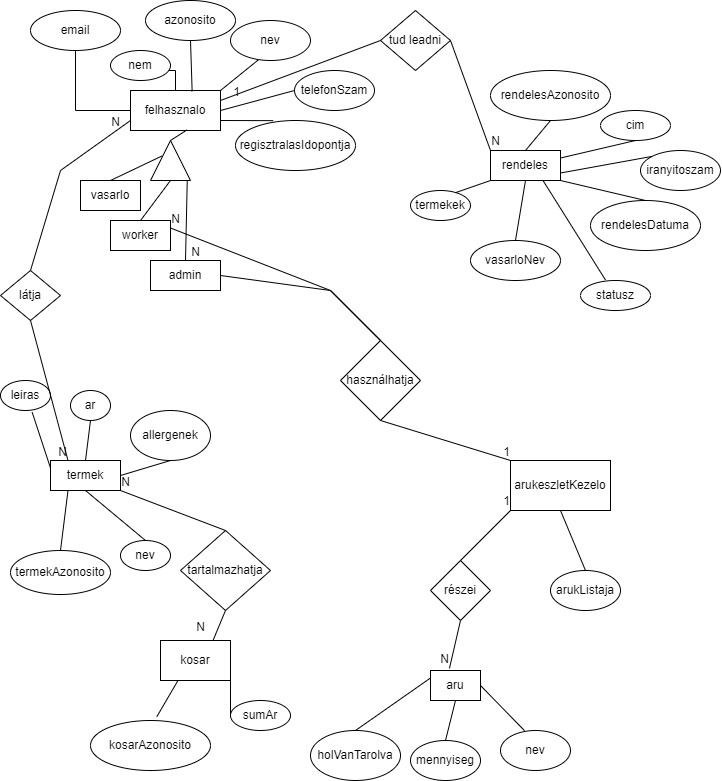 azonosito
email
nev
tud leadni
nem
telefonSzam
1
felhasznalo
N
rendelesAzonosito
cim
regisztralasIdopontja
N
rendeles
iranyitoszam
vasarlo
termekek
rendelesDatuma
N
worker
N
admin
vasarloNev
látja
statusz
használhatja
leiras
ar
allergenek
N
1
termek
N
arukeszletKezelo
1
nev
termekAzonosito
tartalmazhatja
részei
arukListaja
N
kosar
N
aru
sumAr
kosarAzonosito
holVanTarolva
mennyiseg
nev